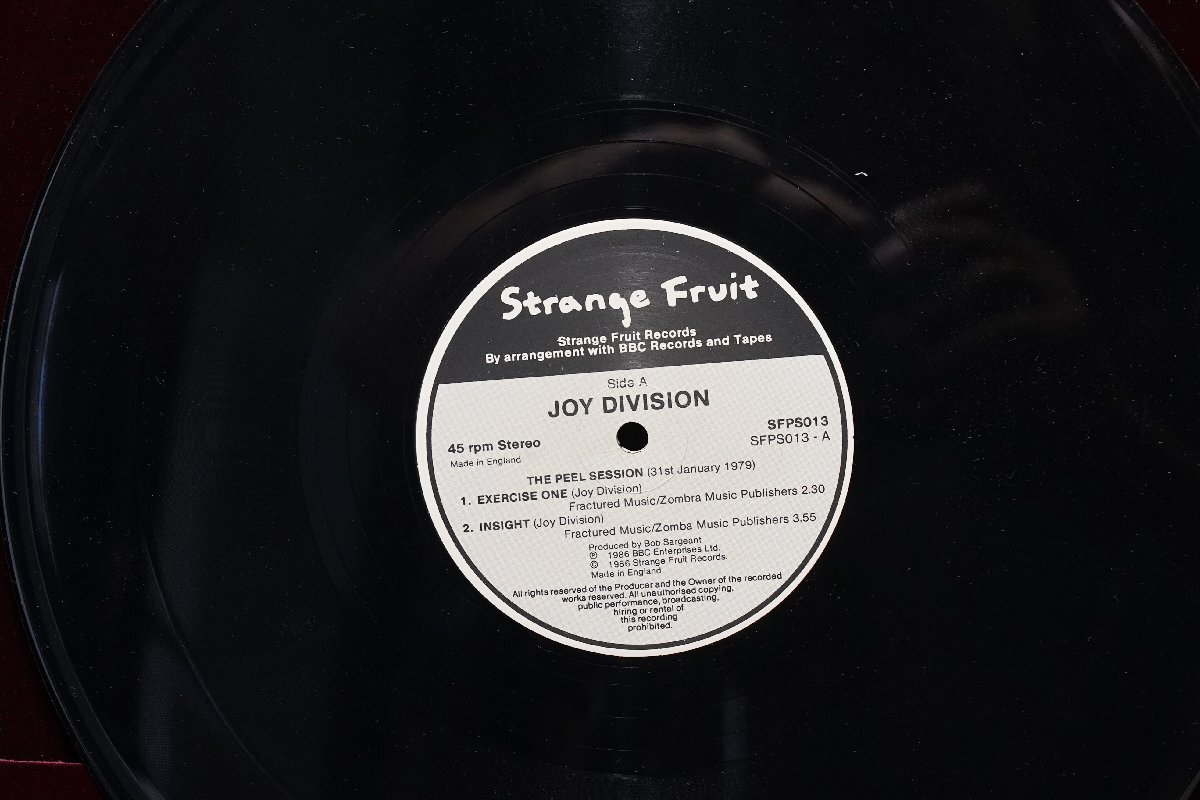 Strange Fruit
Strange Fruit Records
By arrangement with BBC Records and Tapes
Side A
JOY DIVISION
45 rpm Stereo
Made in England
SFPS013
SFPS013 - A
THE PEEL SESSION (31st January 1979)
1. EXERCISE ONE (Joy Division)
Fractured Music/Zombra Music Publishers 2.30
2. INSIGHT (Joy Division)
Fractured Music/Zomba Music Publishers 3.55
Produced by Bob Sargeant
℗ 1986 BBC Enterprises Ltd.
© 1986 Strange Fruit Records.
Made in England
All rights reserved of the Producer and the Owner of the recorded
works reserved. All unauthorised copying,
public performance, broadcasting,
hiring or rental of
this recording
prohibited.